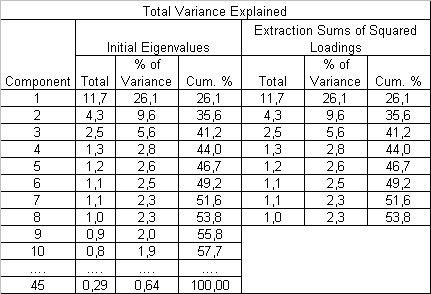 Total Variance Explained
Initial Eigenvalues Extraction Sums of Squared Loadings
Component Total % of Variance Cum. % Total % of Variance Cum. %
1 11,7 26,1 26,1 11,7 26,1 26,1
2 4,3 9,6 35,6 4,3 9,6 35,6
3 2,5 5,6 41,2 2,5 5,6 41,2
4 1,3 2,8 44,0 1,3 2,8 44,0
5 1,2 2,6 46,7 1,2 2,6 46,7
6 1,1 2,5 49,2 1,1 2,5 49,2
7 1,1 2,3 51,6 1,1 2,3 51,6
8 1,0 2,3 53,8 1,0 2,3 53,8
9 0,9 2,0 55,8
10 0,8 1,9 57,7
.... .... .... ....
45 0,29 0,64 100,00